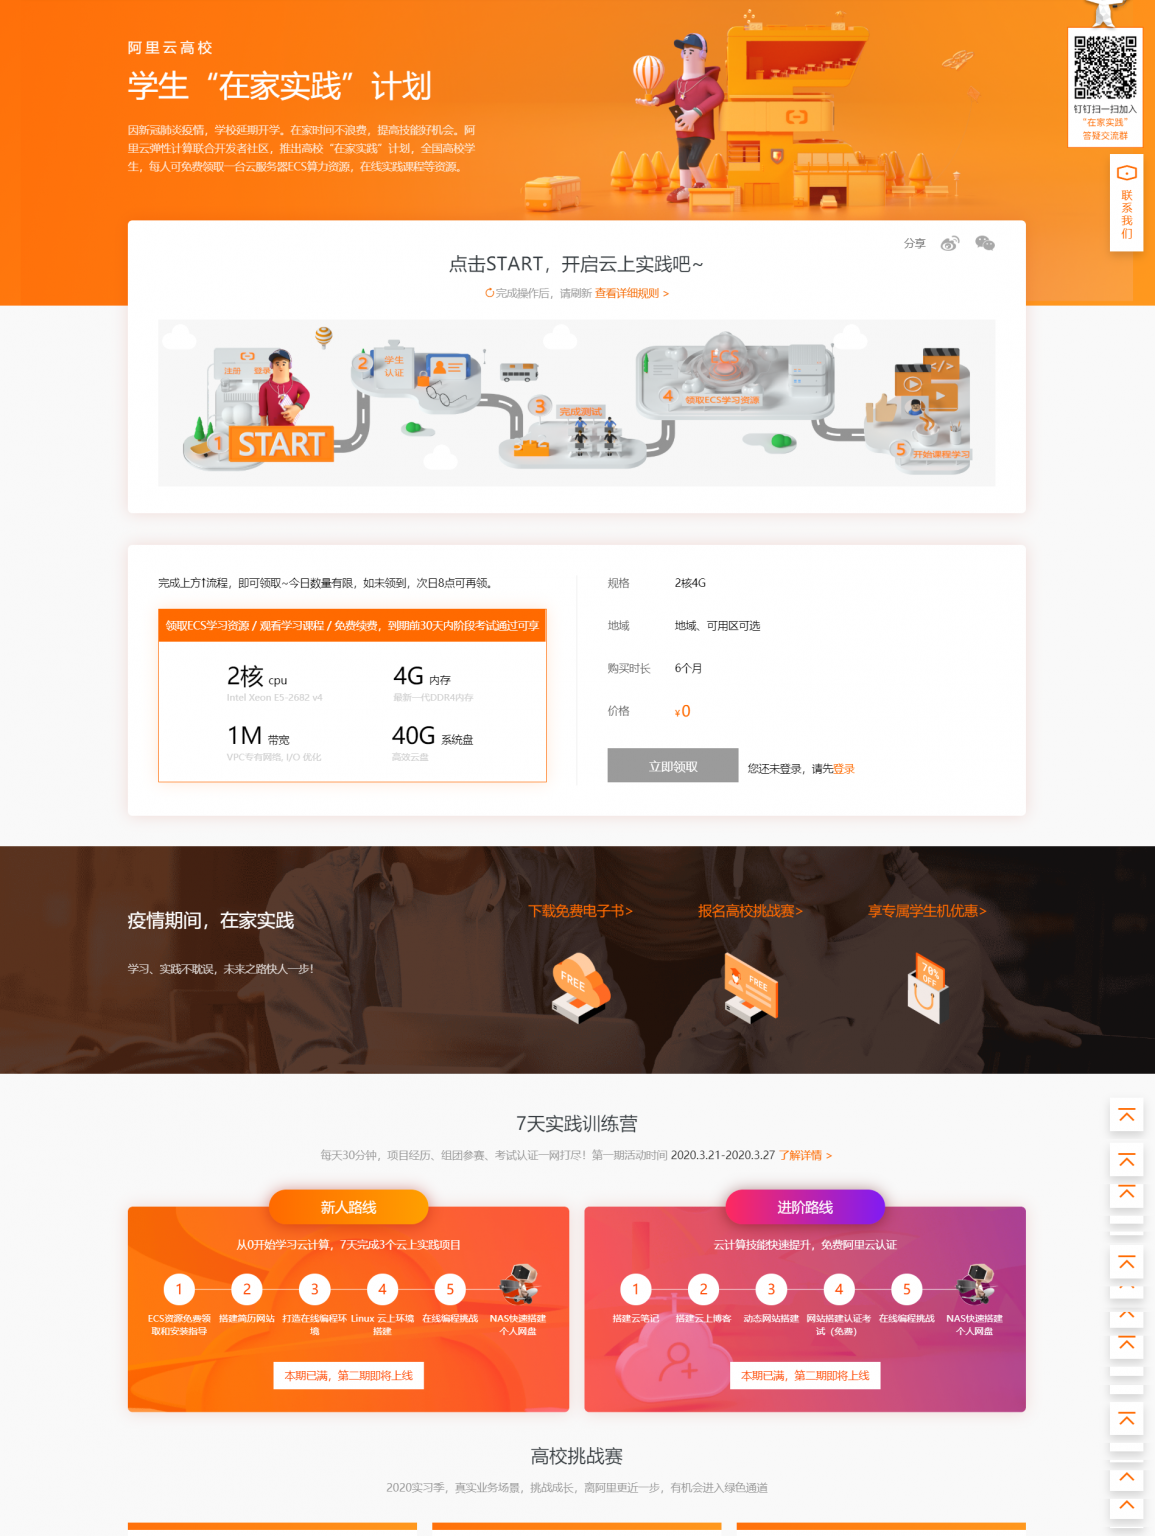 阿里云高校
学生“在家实践”计划
因新冠肺炎疫情，学校延期开学。在家时间不浪费，提高技能好机会。阿
里云弹性计算联合开发者社区，推出高校“在家实践”计划，全国高校学
生，每人可免费领取一台云服务器ECS算力资源，在线实践课程等资源。
钉钉扫一扫加入
“在家实践”
答疑交流群
联系我们
分享
点击START，开启云上实践吧~
完成操作后，请刷新 查看详细规则 >
注册 登录
1 START
2 学生
认证
3 完成测试
ECS
4 领取ECS学习资源
</>
5 开始课程学习
完成上方流程，即可领取~今日数量有限，如未领到，次日8点可再领。
领取ECS学习资源 / 观看学习课程 / 免费续费，到期前30天内阶段考试通过可享
2核 cpu
Intel Xeon E5-2682 v4
4G 内存
最新一代DDR4内存
1M 带宽
VPC专有网络, I/O 优化
40G 系统盘
高效云盘
规格 2核4G
地域 地域、可用区可选
购买时长 6个月
价格 ¥0
立即领取 您还未登录，请先登录
疫情期间，在家实践
学习、实践不耽误，未来之路快人一步！
下载免费电子书>
FREE
报名高校挑战赛>
FREE
享专属学生机优惠>
70%
OFF
7天实践训练营
每天30分钟，项目经历、组团参赛、考试认证一网打尽！第一期活动时间 2020.3.21-2020.3.27 了解详情 >
新人路线
从0开始学习云计算，7天完成3个云上实践项目
1 2 3 4 5
ECS资源免费领
取和安装指导
搭建简历网站
打造在线编程环
境
Linux 云上环境
搭建
在线编程挑战
NAS快速搭建
个人网盘
本期已满，第二期即将上线
进阶路线
云计算技能快速提升，免费阿里云认证
1 2 3 4 5
搭建云笔记
搭建云上博客
动态网站搭建
网站搭建认证考
试（免费）
在线编程挑战
NAS快速搭建
个人网盘
本期已满，第二期即将上线
高校挑战赛
2020实习季，真实业务场景，挑战成长，离阿里更近一步，有机会进入绿色通道